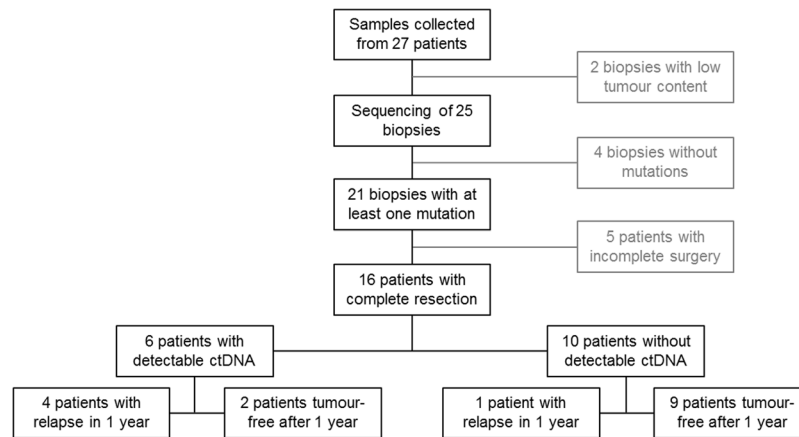 Samples collected
from 27 patients
2 biopsies with low
tumour content
Sequencing of 25
biopsies
4 biopsies without
mutations
21 biopsies with at
least one mutation
5 patients with
incomplete surgery
16 patients with
complete resection
6 patients with
detectable ctDNA
10 patients without
detectable ctDNA
4 patients with
relapse in 1 year
2 patients tumour-
free after 1 year
1 patient with
relapse in 1 year
9 patients tumour-
free after 1 year